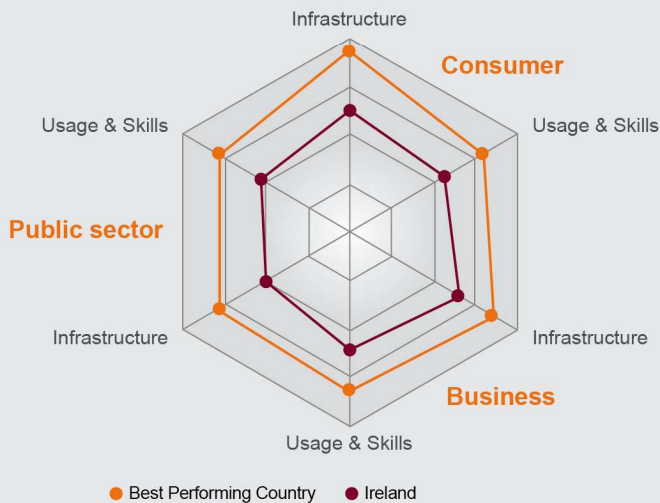 Infrastructure
Consumer
Usage & Skills
Usage & Skills
Public sector
Infrastructure
Infrastructure
Business
Usage & Skills
Best Performing Country
Ireland